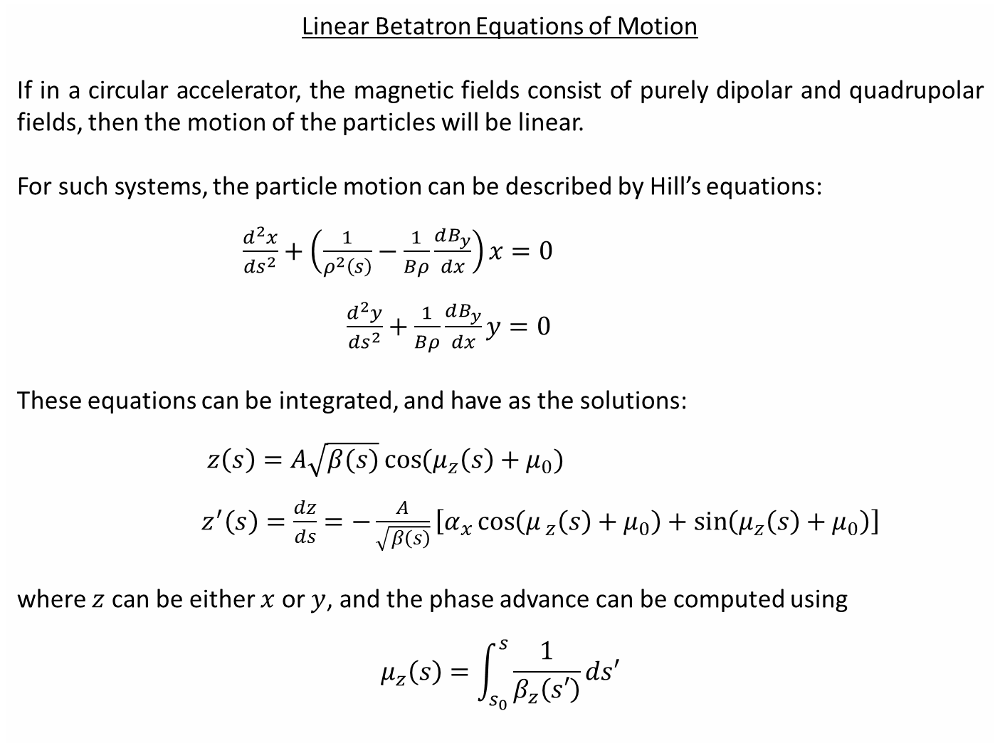 Linear Betatron Equations of Motion
If in a circular accelerator, the magnetic fields consist of purely dipolar and quadrupolar
fields, then the motion of the particles will be linear.
For such systems, the particle motion can be described by Hill’s equations:
$\frac{d^2x}{ds^2} + \left(\frac{1}{\rho^2(s)} - \frac{1}{B\rho}\frac{dB_y}{dx}\right)x = 0$
$\frac{d^2y}{ds^2} + \frac{1}{B\rho}\frac{dB_y}{dx}y = 0$
These equations can be integrated, and have as the solutions:
$z(s) = A\sqrt{\beta(s)}\cos(\mu_z(s) + \mu_0)$
$z'(s) = \frac{dz}{ds} = -\frac{A}{\sqrt{\beta(s)}}[\alpha_x \cos(\mu_z(s) + \mu_0) + \sin(\mu_z(s) + \mu_0)]$
where $z$ can be either $x$ or $y$, and the phase advance can be computed using
$\mu_z(s) = \int_{s_0}^{s} \frac{1}{\beta_z(s')}ds'$